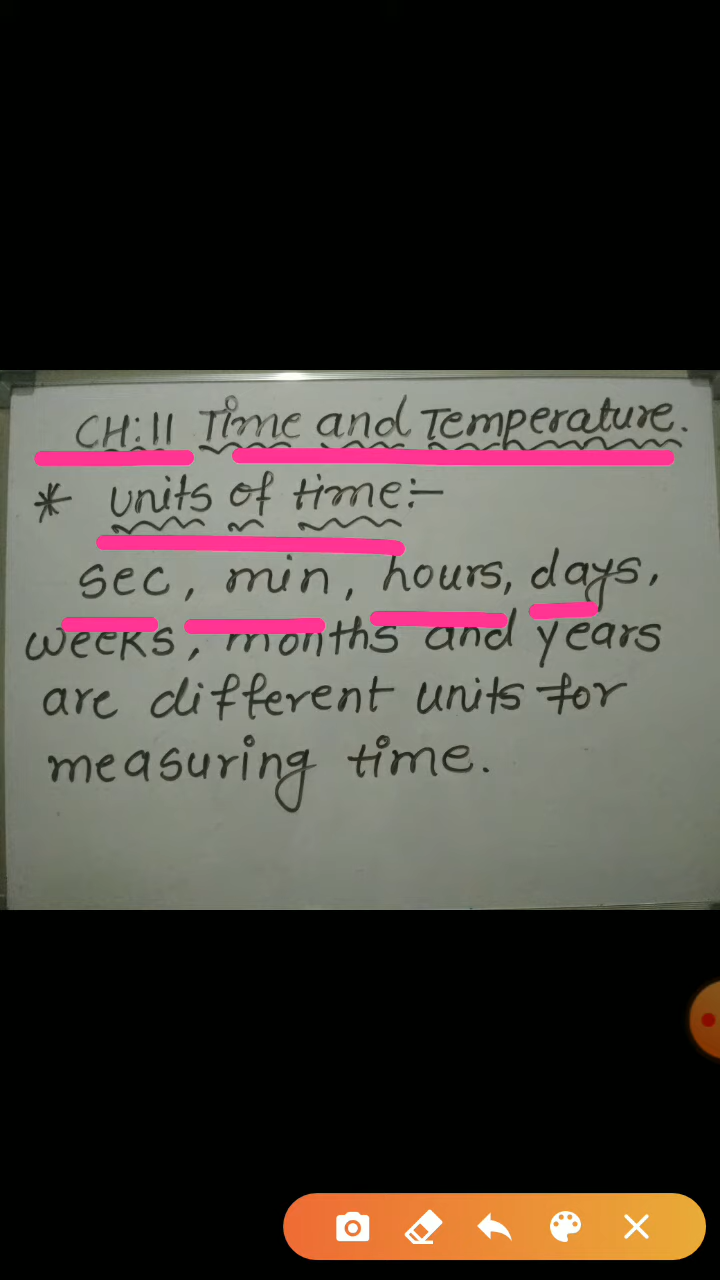 CH:11 Time and Temperature.
* units of time:-
sec, min, hours, days,
weeks, months and years
are different units for
measuring time.